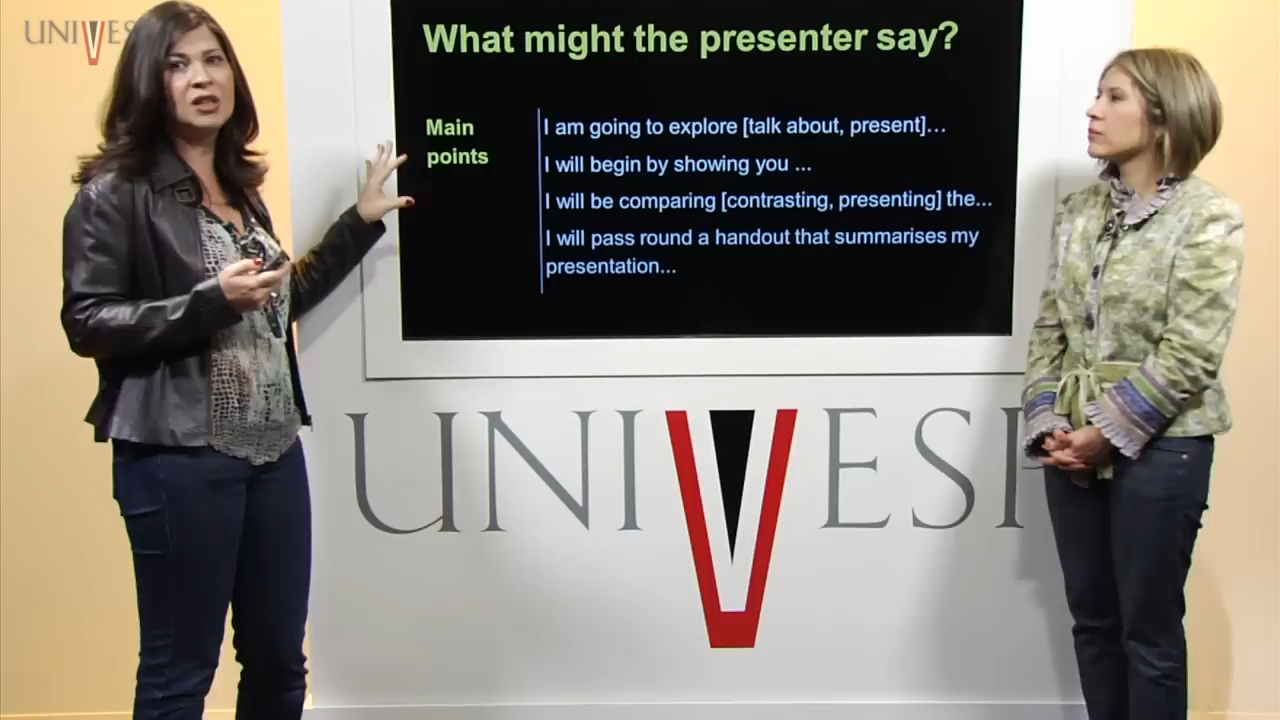 UNIVES
What might the presenter say?
Main
points
I am going to explore [talk about, present]...
I will begin by showing you ...
I will be comparing [contrasting, presenting] the...
I will pass round a handout that summarises my
presentation...
UNIVESP